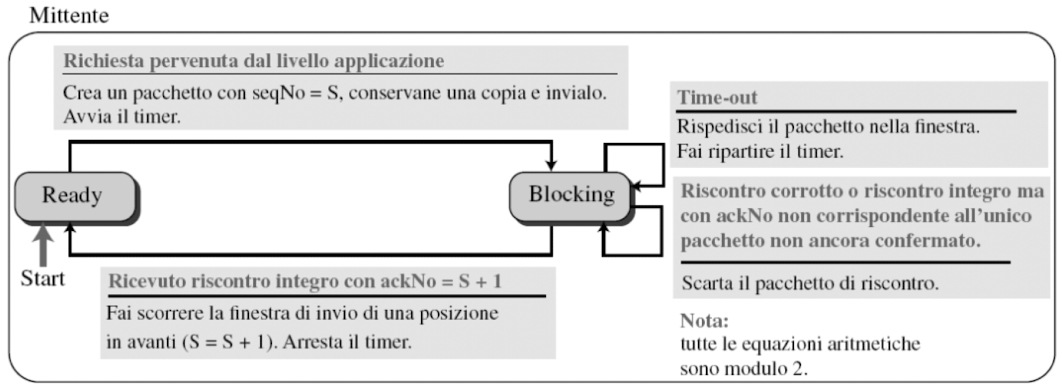 Mittente
Richiesta pervenuta dal livello applicazione
Crea un pacchetto con seqNo = S, conservane una copia e invialo.
Avvia il timer.
Time-out
Rispedisci il pacchetto nella finestra.
Fai ripartire il timer.
Ready
Blocking
Riscontro corrotto o riscontro integro ma
con ackNo non corrispondente all'unico
pacchetto non ancora confermato.
Scarta il pacchetto di riscontro.
Start
Ricevuto riscontro integro con ackNo = S + 1
Fai scorrere la finestra di invio di una posizione
in avanti (S = S + 1). Arresta il timer.
Nota:
tutte le equazioni aritmetiche
sono modulo 2.